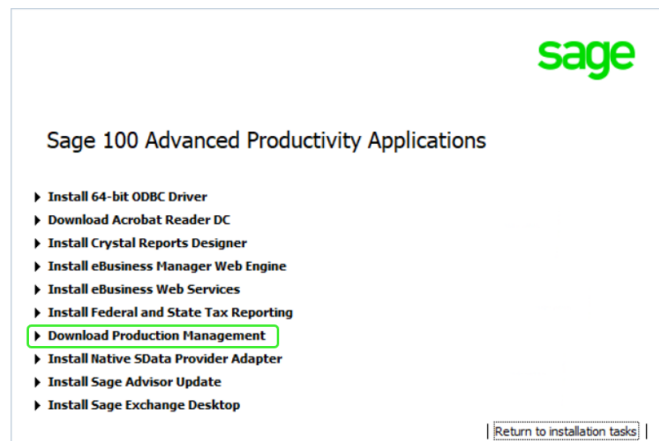 sage
Sage 100 Advanced Productivity Applications
Install 64-bit ODBC Driver
Download Acrobat Reader DC
Install Crystal Reports Designer
Install eBusiness Manager Web Engine
Install eBusiness Web Services
Install Federal and State Tax Reporting
Download Production Management
Install Native SData Provider Adapter
Install Sage Advisor Update
Install Sage Exchange Desktop
Return to installation tasks